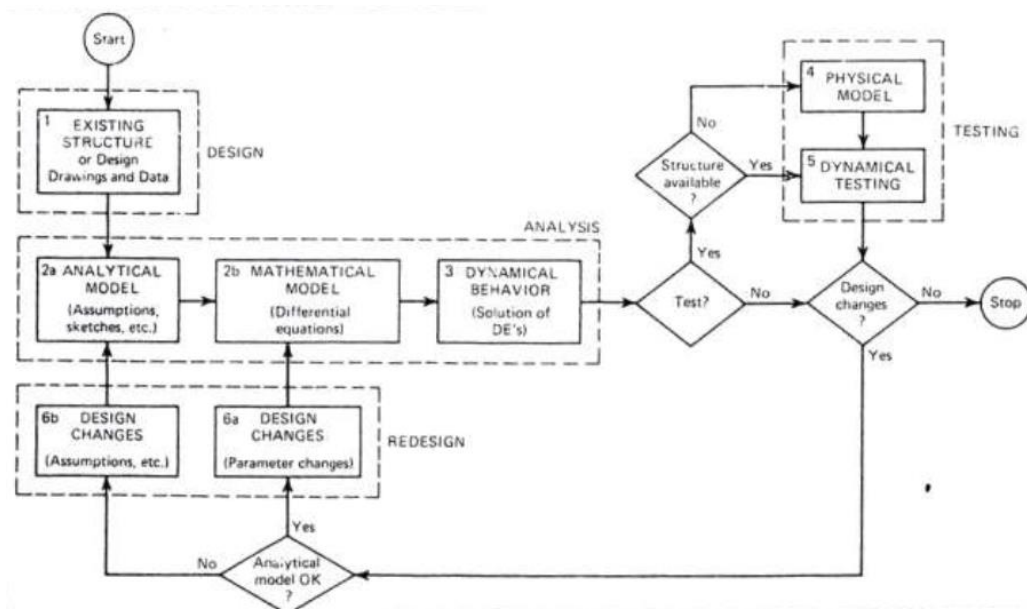 Start
1
EXISTING
STRUCTURE
or Design
Drawings and Data
DESIGN
ANALYSIS
2a ANALYTICAL
MODEL
(Assumptions,
sketches, etc.)
2b MATHEMATICAL
MODEL
(Differential
equations)
3 DYNAMICAL
BEHAVIOR
(Solution of
DE's)
Test?
Yes
No
Structure
available
?
No
Yes
4 PHYSICAL
MODEL
5 DYNAMICAL
TESTING
TESTING
Design
changes
?
No
Stop
Yes
6b DESIGN
CHANGES
(Assumptions, etc.)
6a DESIGN
CHANGES
(Parameter changes)
REDESIGN
No
Yes
Analytical
model OK
?